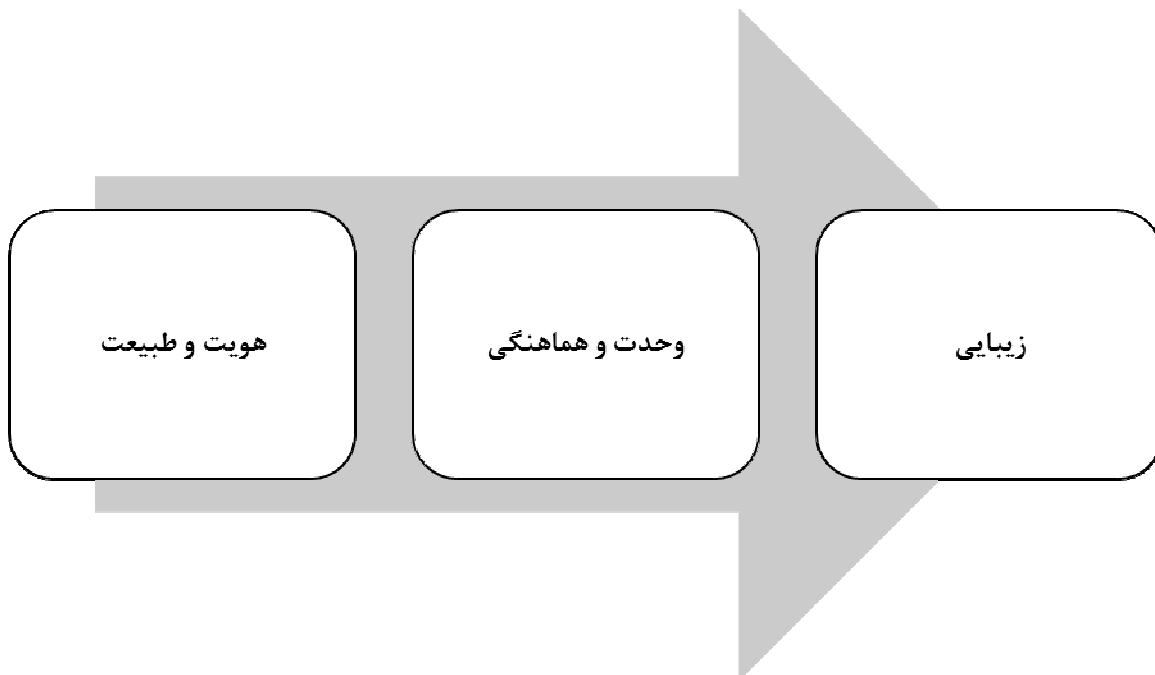 هویت و طبیعت
وحدت و هماهنگی
زیبایی